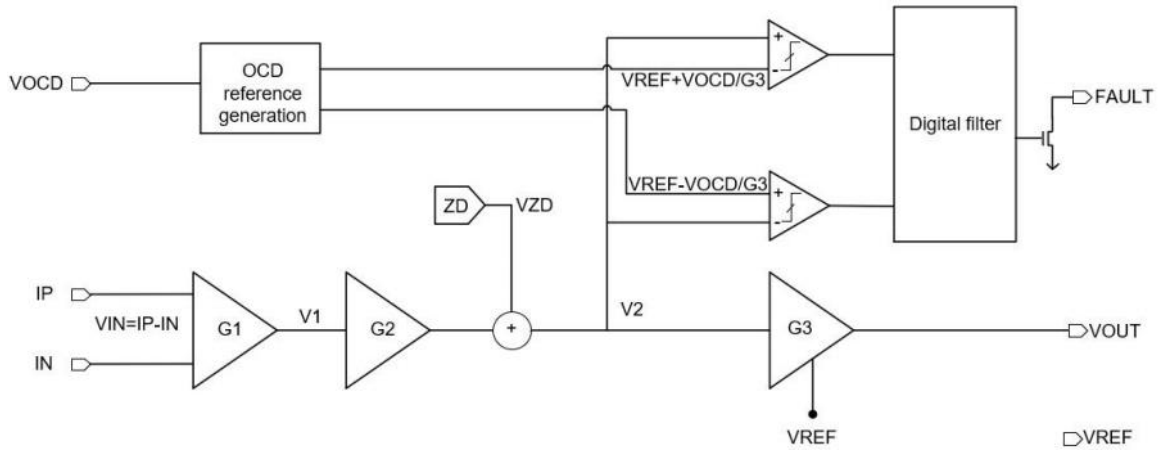 VOCD
OCD
reference
generation
+
-
VREF+VOCD/G3
Digital filter
FAULT
VREF-VOCD/G3
+
-
ZD
VZD
IP
VIN=IP-IN
IN
G1
V1
G2
+
V2
G3
VOUT
VREF
VREF